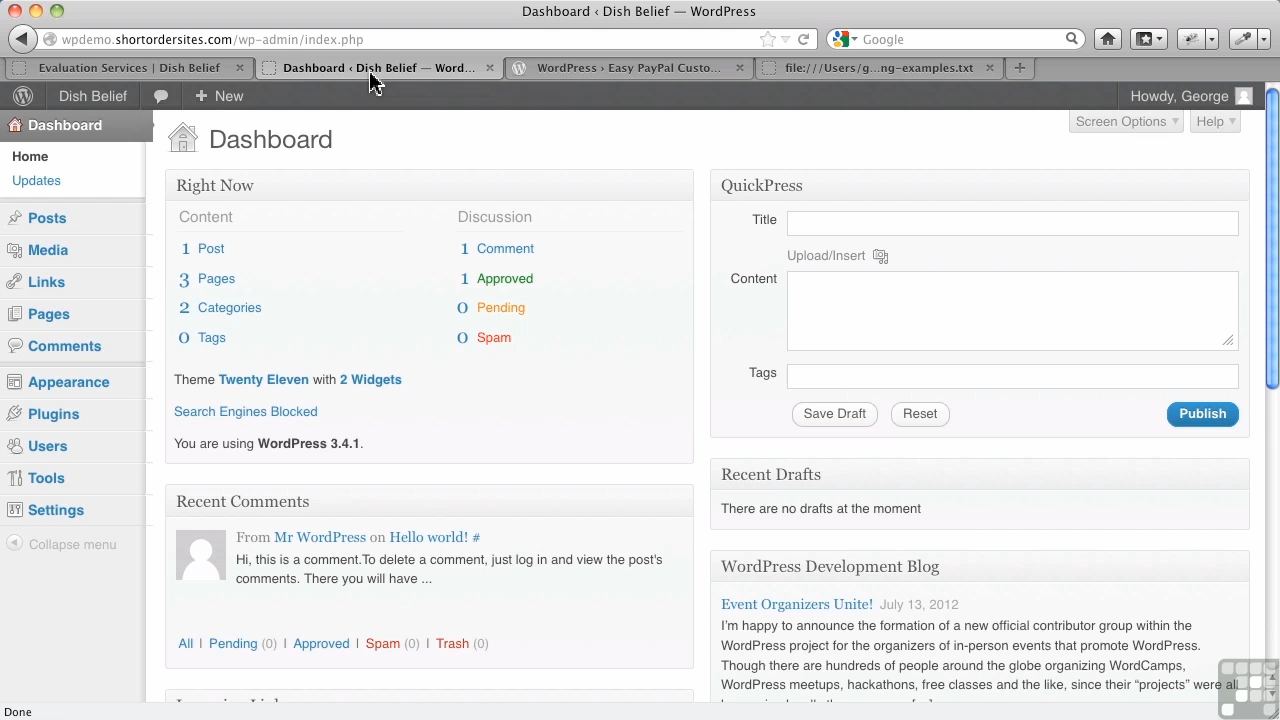 Dashboard ‹ Dish Belief — WordPress
wpdemo.shortordersites.com/wp-admin/index.php
Google
Evaluation Services | Dish Belief
Dashboard ‹ Dish Belief — Word...
WordPress › Easy PayPal Custo...
file:///Users/g...ng-examples.txt
Dish Belief
New
Howdy, George
Dashboard
Home
Updates
Posts
Media
Links
Pages
Comments
Appearance
Plugins
Users
Tools
Settings
Collapse menu
Dashboard
Screen Options
Help
Right Now
Content
Discussion
1 Post
1 Comment
3 Pages
1 Approved
2 Categories
0 Pending
0 Tags
0 Spam
Theme Twenty Eleven with 2 Widgets
Search Engines Blocked
You are using WordPress 3.4.1.
Recent Comments
From Mr WordPress on Hello world! #
Hi, this is a comment.To delete a comment, just log in and view the post's
comments. There you will have ...
All | Pending (0) | Approved | Spam (0) | Trash (0)
QuickPress
Title
Upload/Insert
Content
Tags
Save Draft
Reset
Publish
Recent Drafts
There are no drafts at the moment
WordPress Development Blog
Event Organizers Unite! July 13, 2012
I'm happy to announce the formation of a new official contributor group within the
WordPress project for the organizers of in-person events that promote WordPress.
Though there are hundreds of people around the globe organizing WordCamps,
WordPress meetups, hackathons, free classes and the like, since their “projects” were all
Done